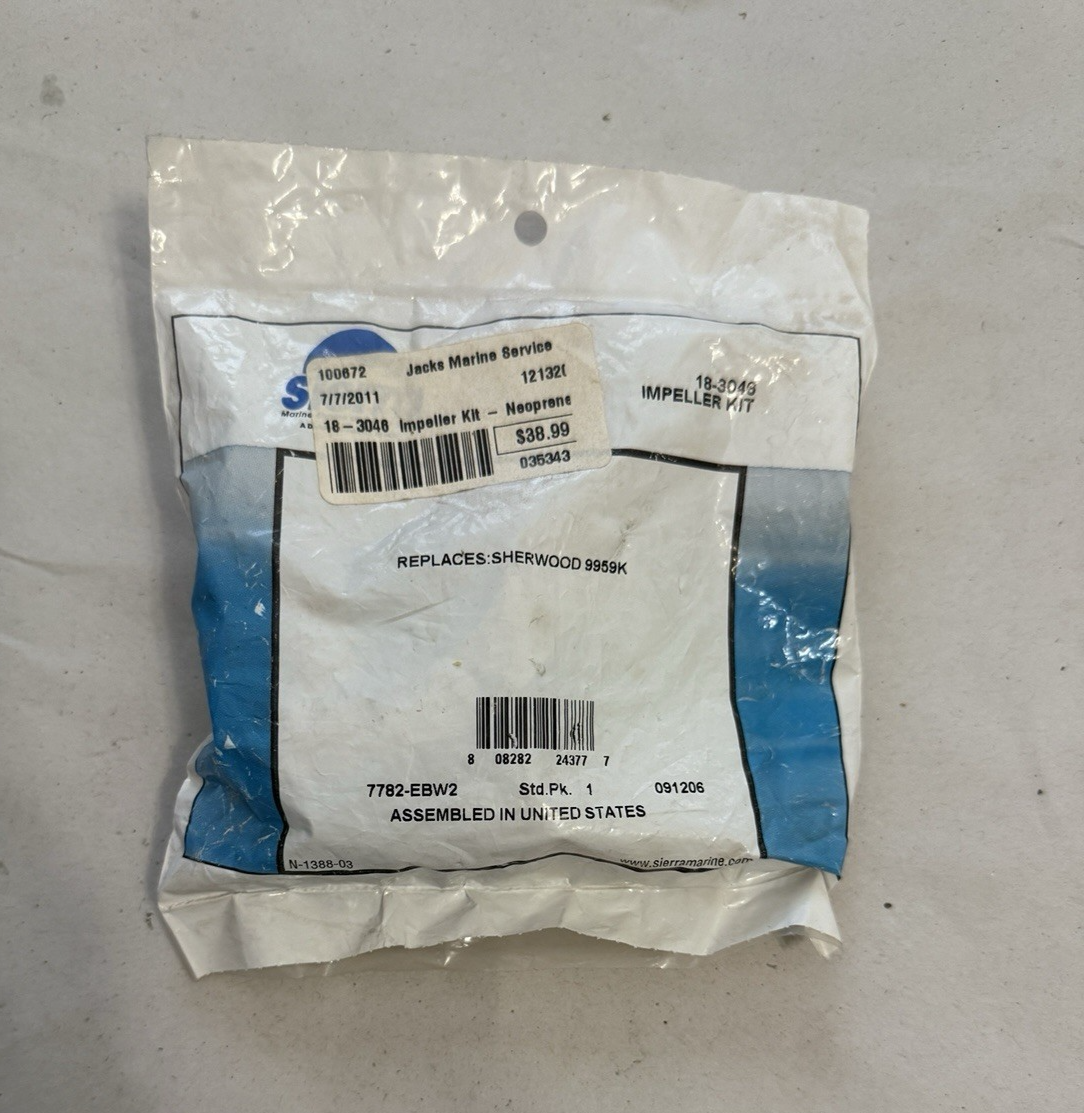 100672 Jacks Marine Service
7/7/2011 12132
18-3046 Impeller Kit - Neoprene
$38.99
035343
Marine
18-3046
IMPELLER KIT
REPLACES:SHERWOOD 9959K
8 08282 24377 7
7782-EBW2 Std.Pk. 1 091206
ASSEMBLED IN UNITED STATES
N-1388-03 www.sierramarine.com